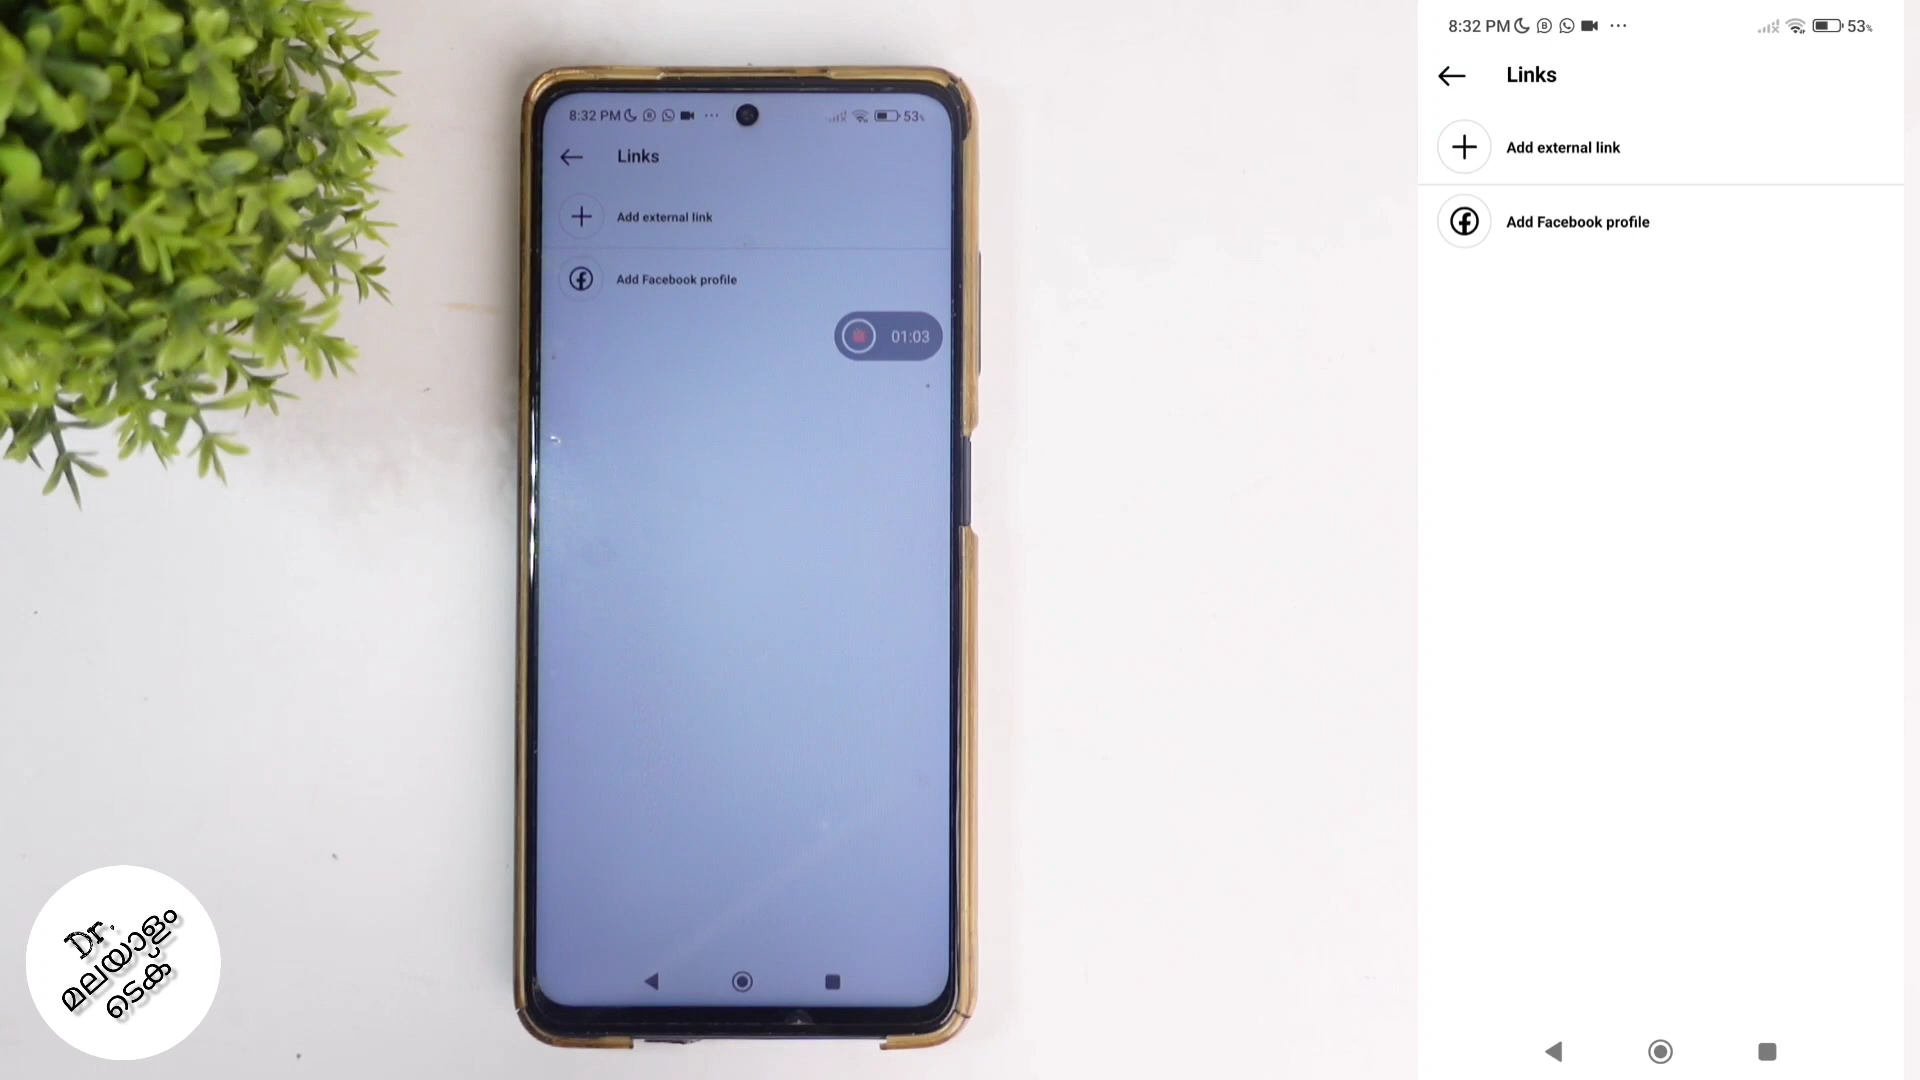 8:32 PM
53%
Links
Add external link
Add Facebook profile
01:03
8:32 PM
53%
Links
Add external link
Add Facebook profile
Dr.
മലയാളം
ടെക്